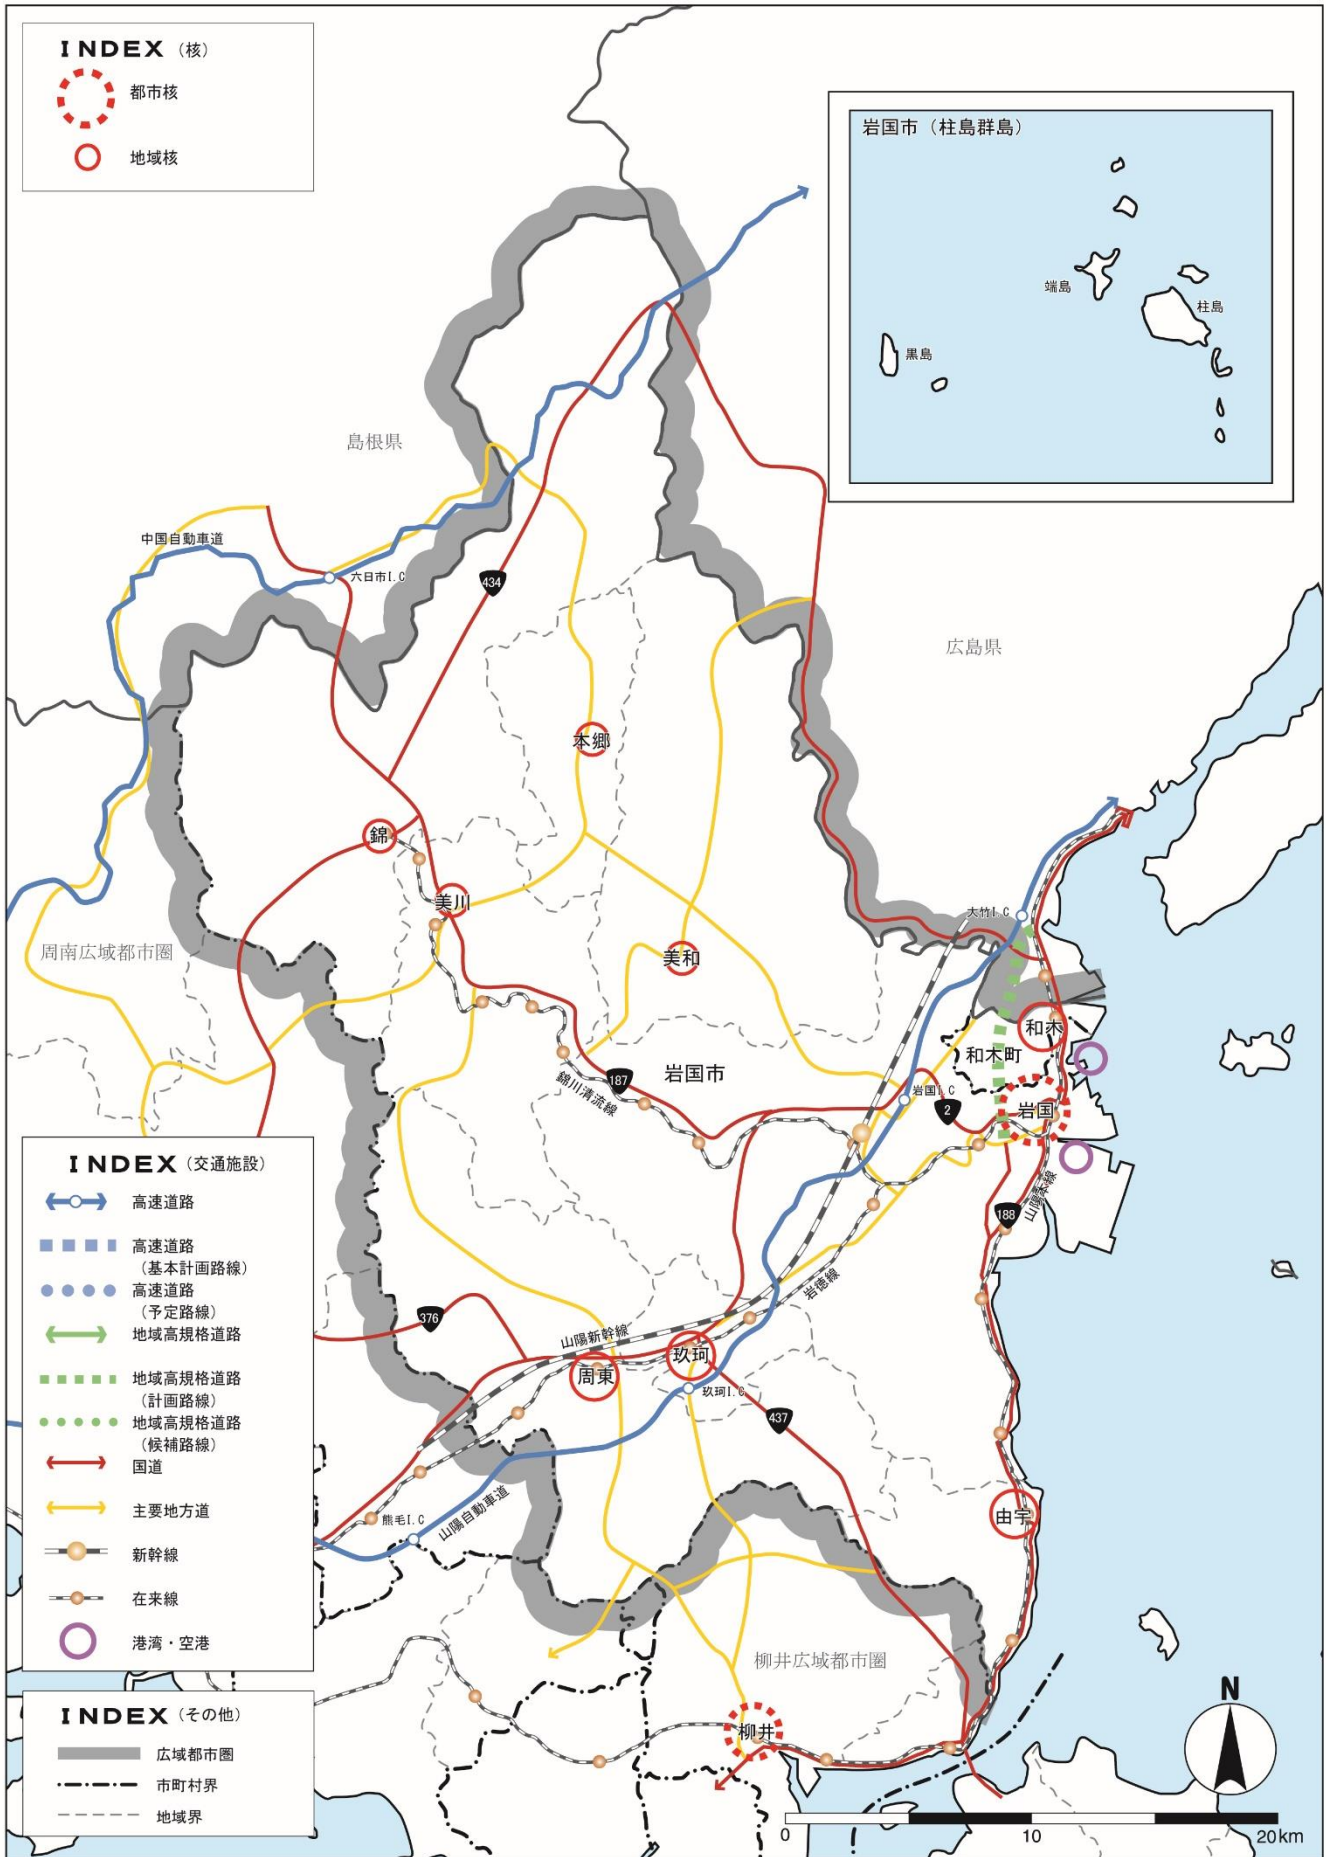 INDEX（核）
都市核
地域核
岩国市（柱島群島）
端島
柱島
黒島
島根県
中国自動車道
六日市I.C
434
広島県
本郷
錦
美川
大竹I.C
周南広域都市圏
美和
和木
和木町
岩国市
187
錦川清流線
岩国I.C
2
岩国
188
山陽本線
岩徳線
376
山陽新幹線
玖珂
周東
玖珂I.C
437
由宇
熊毛I.C
山陽自動車道
柳井広域都市圏
柳井
INDEX（交通施設）
高速道路
高速道路
（基本計画路線）
高速道路
（予定路線）
地域高規格道路
地域高規格道路
（計画路線）
地域高規格道路
（候補路線）
国道
主要地方道
新幹線
在来線
港湾・空港
INDEX（その他）
広域都市圏
市町村界
地域界
N
0 10 20km